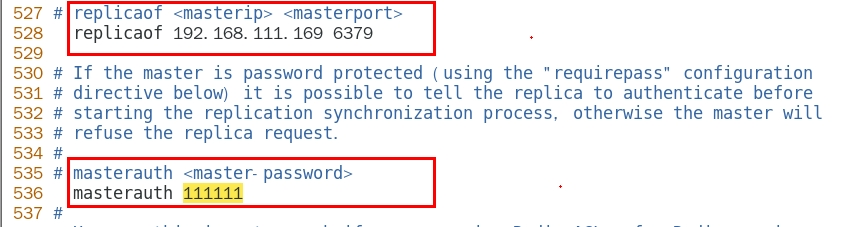 527 # replicaof <masterip> <masterport>
528 replicaof 192.168.111.169 6379
529
530 # If the master is password protected (using the "requirepass" configuration
531 # directive below) it is possible to tell the replica to authenticate before
532 # starting the replication synchronization process, otherwise the master will
533 # refuse the replica request.
534 #
535 # masterauth <master-password>
536 masterauth 111111
537 #